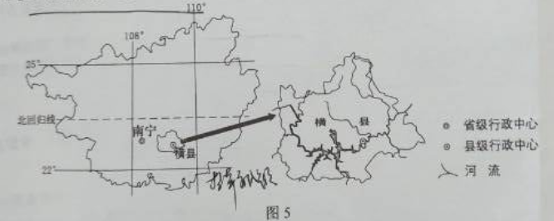 110°
108°
25°
北回归线
南宁
横县
22°
横 县
省级行政中心
县级行政中心
河 流
图 5